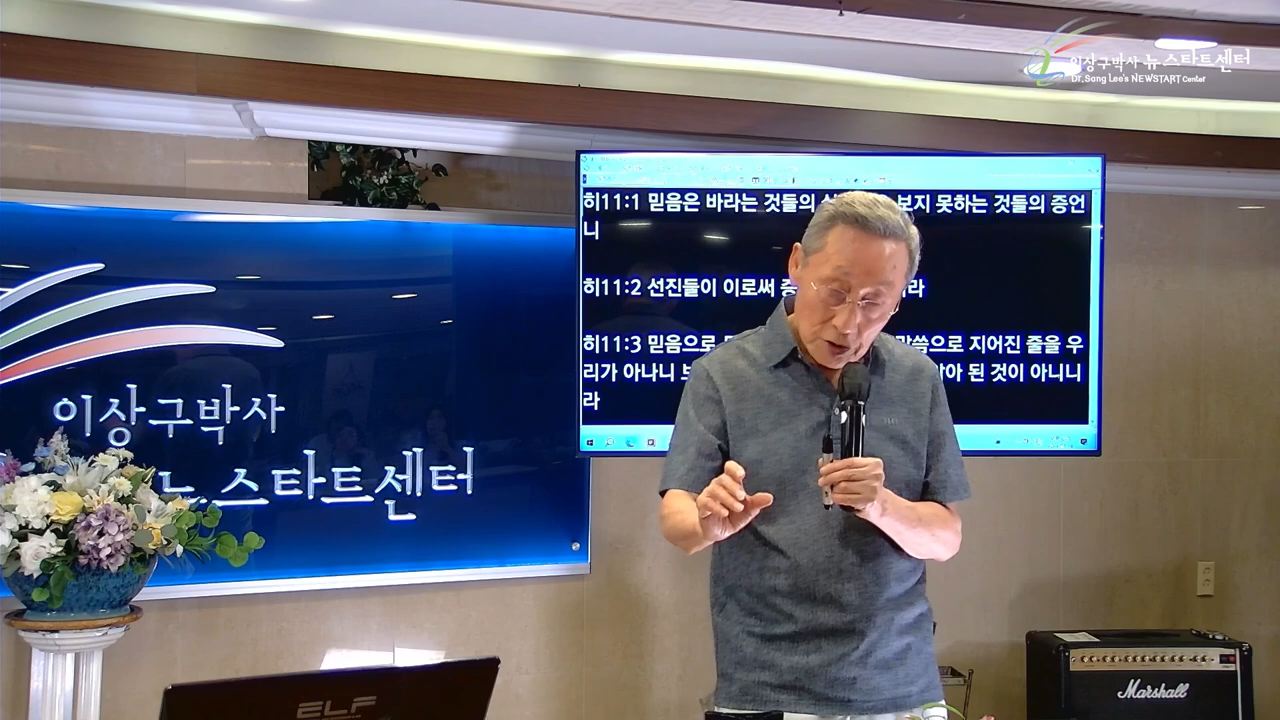 이상구박사 뉴스타트센터
Dr. Sang Lee's NEWSTART Center
히11:1 믿음은 바라는 것들의 보지 못하는 것들의 증언
니
히11:2 선진들이 이로써
히11:3 믿음으로 말씀으로 지어진 줄을 우
리가 아나니 된 것이 아니니
라
이상구박사
뉴스타트센터
ELF
Marshall